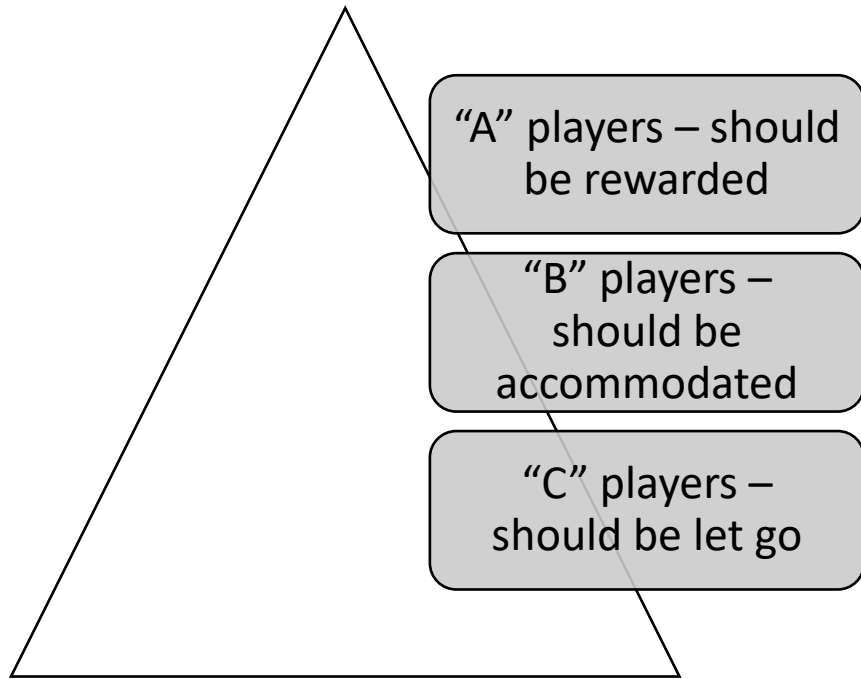 “A” players – should
be rewarded
“B” players –
should be
accommodated
“C” players –
should be let go